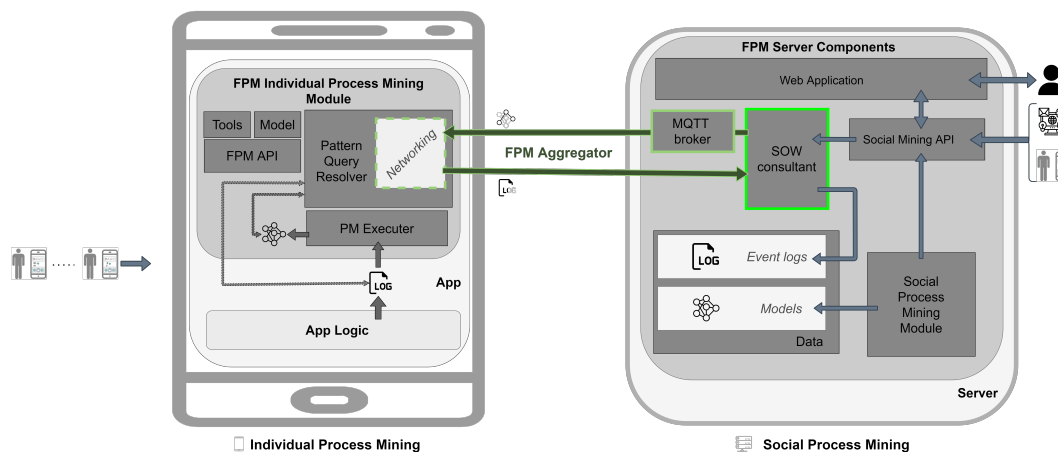 FPM Individual Process Mining
Module
Tools
Model
FPM API
Pattern
Query
Resolver
Networking
PM Executer
LOG
App
App Logic
Individual Process Mining
FPM Aggregator
LOG
FPM Server Components
Web Application
MQTT
broker
SOW
consultant
Social Mining API
LOG
Event logs
Models
Data
Social
Process
Mining
Module
Server
Social Process Mining